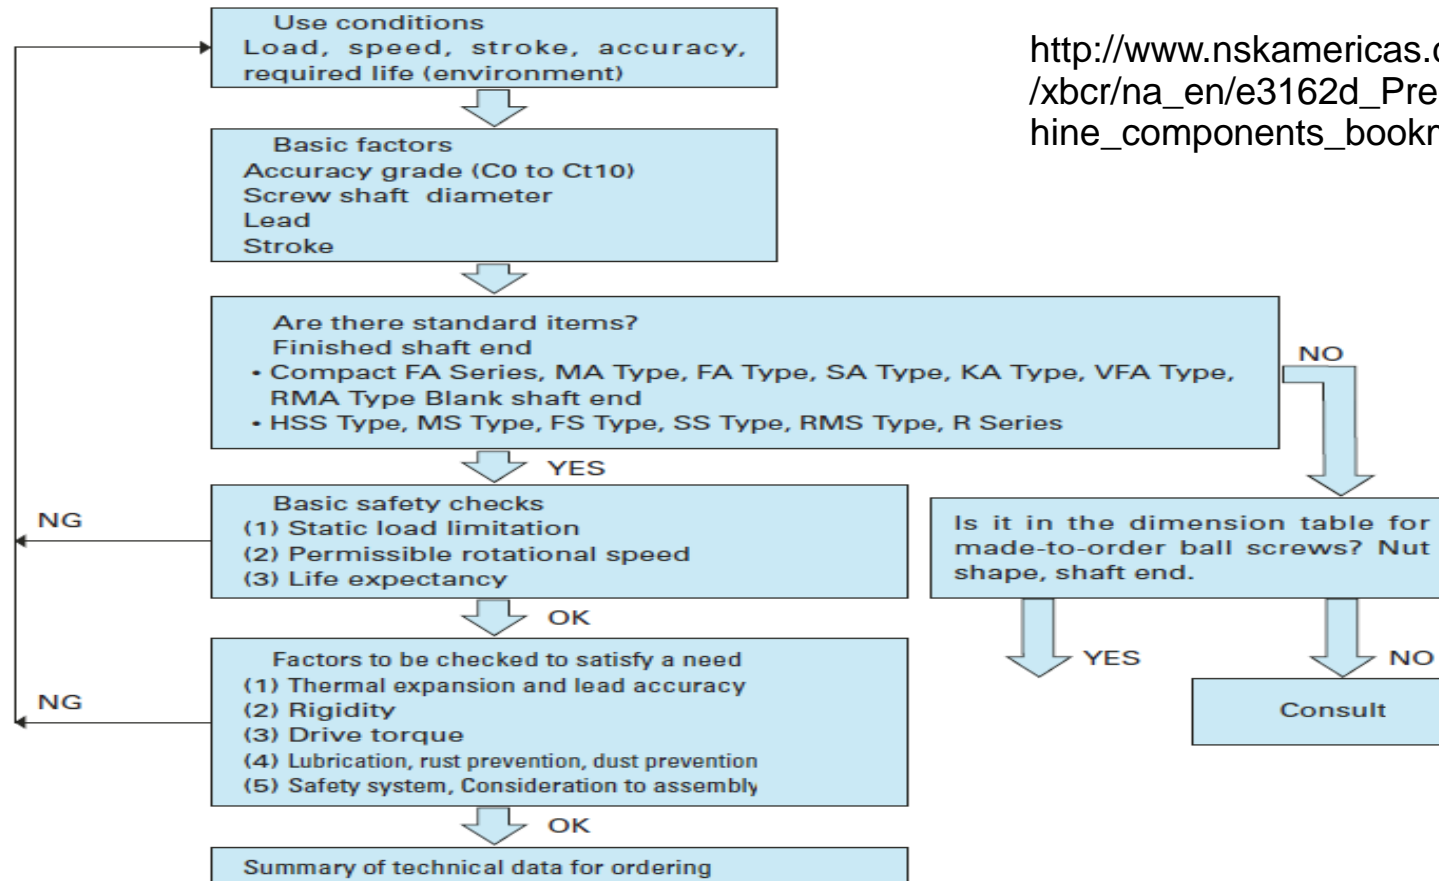 Use conditions
Load, speed, stroke, accuracy,
required life (environment)
http://www.nskamericas.c
/xbcr/na_en/e3162d_Pre
hine_components_bookn
Basic factors
Accuracy grade (C0 to Ct10)
Screw shaft diameter
Lead
Stroke
Are there standard items?
Finished shaft end
• Compact FA Series, MA Type, FA Type, SA Type, KA Type, VFA Type,
RMA Type Blank shaft end
• HSS Type, MS Type, FS Type, SS Type, RMS Type, R Series
NO
YES
Basic safety checks
(1) Static load limitation
(2) Permissible rotational speed
(3) Life expectancy
NG
Is it in the dimension table for
made-to-order ball screws? Nut
shape, shaft end.
OK
YES
NO
Factors to be checked to satisfy a need
(1) Thermal expansion and lead accuracy
(2) Rigidity
(3) Drive torque
(4) Lubrication, rust prevention, dust prevention
(5) Safety system, Consideration to assembly
NG
Consult
OK
Summary of technical data for ordering